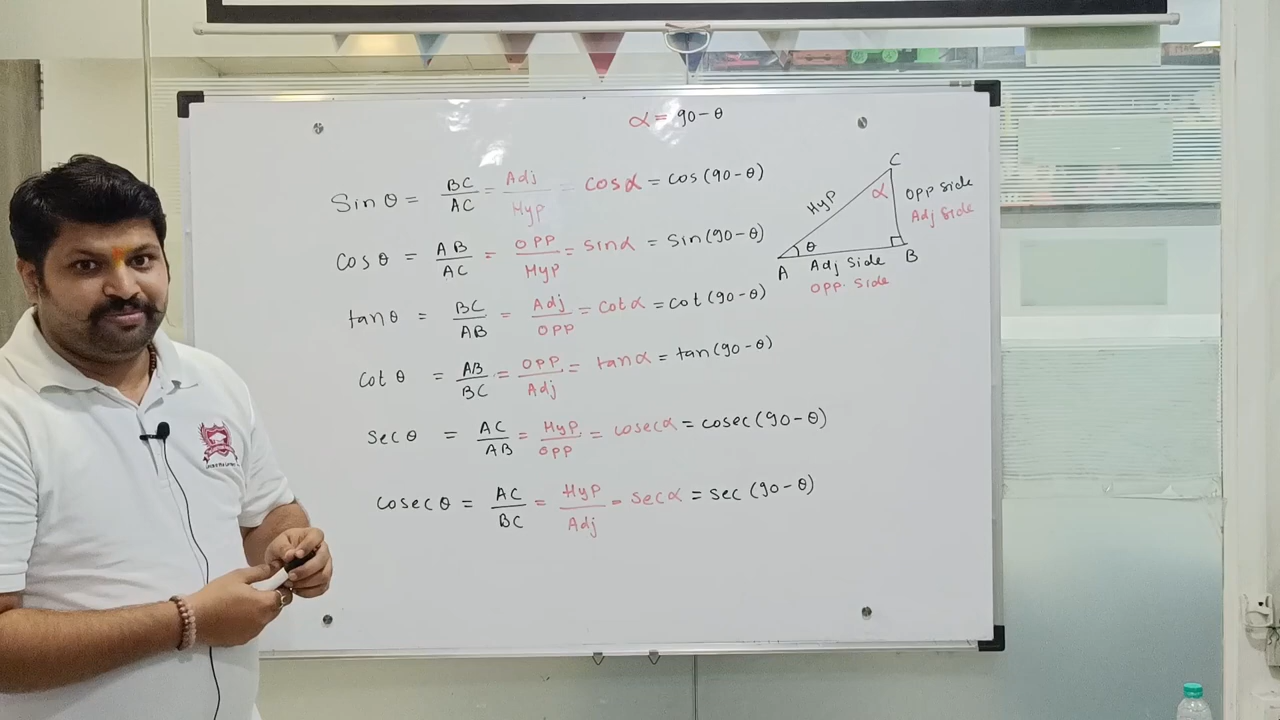 α = 90 - θ
Sin θ = BC/AC = Adj/Hyp = cos α = cos (90 - θ)
cos θ = AB/AC = OPP/Hyp = sin α = sin (90 - θ)
tan θ = BC/AB = Adj/OPP = cot α = cot (90 - θ)
cot θ = AB/BC = OPP/Adj = tan α = tan (90 - θ)
sec θ = AC/AB = Hyp/OPP = cosec α = cosec (90 - θ)
cosec θ = AC/BC = Hyp/Adj = sec α = sec (90 - θ)
C
α
Hyp
Opp side
Adj side
θ
A
B
Adj side
Opp. side